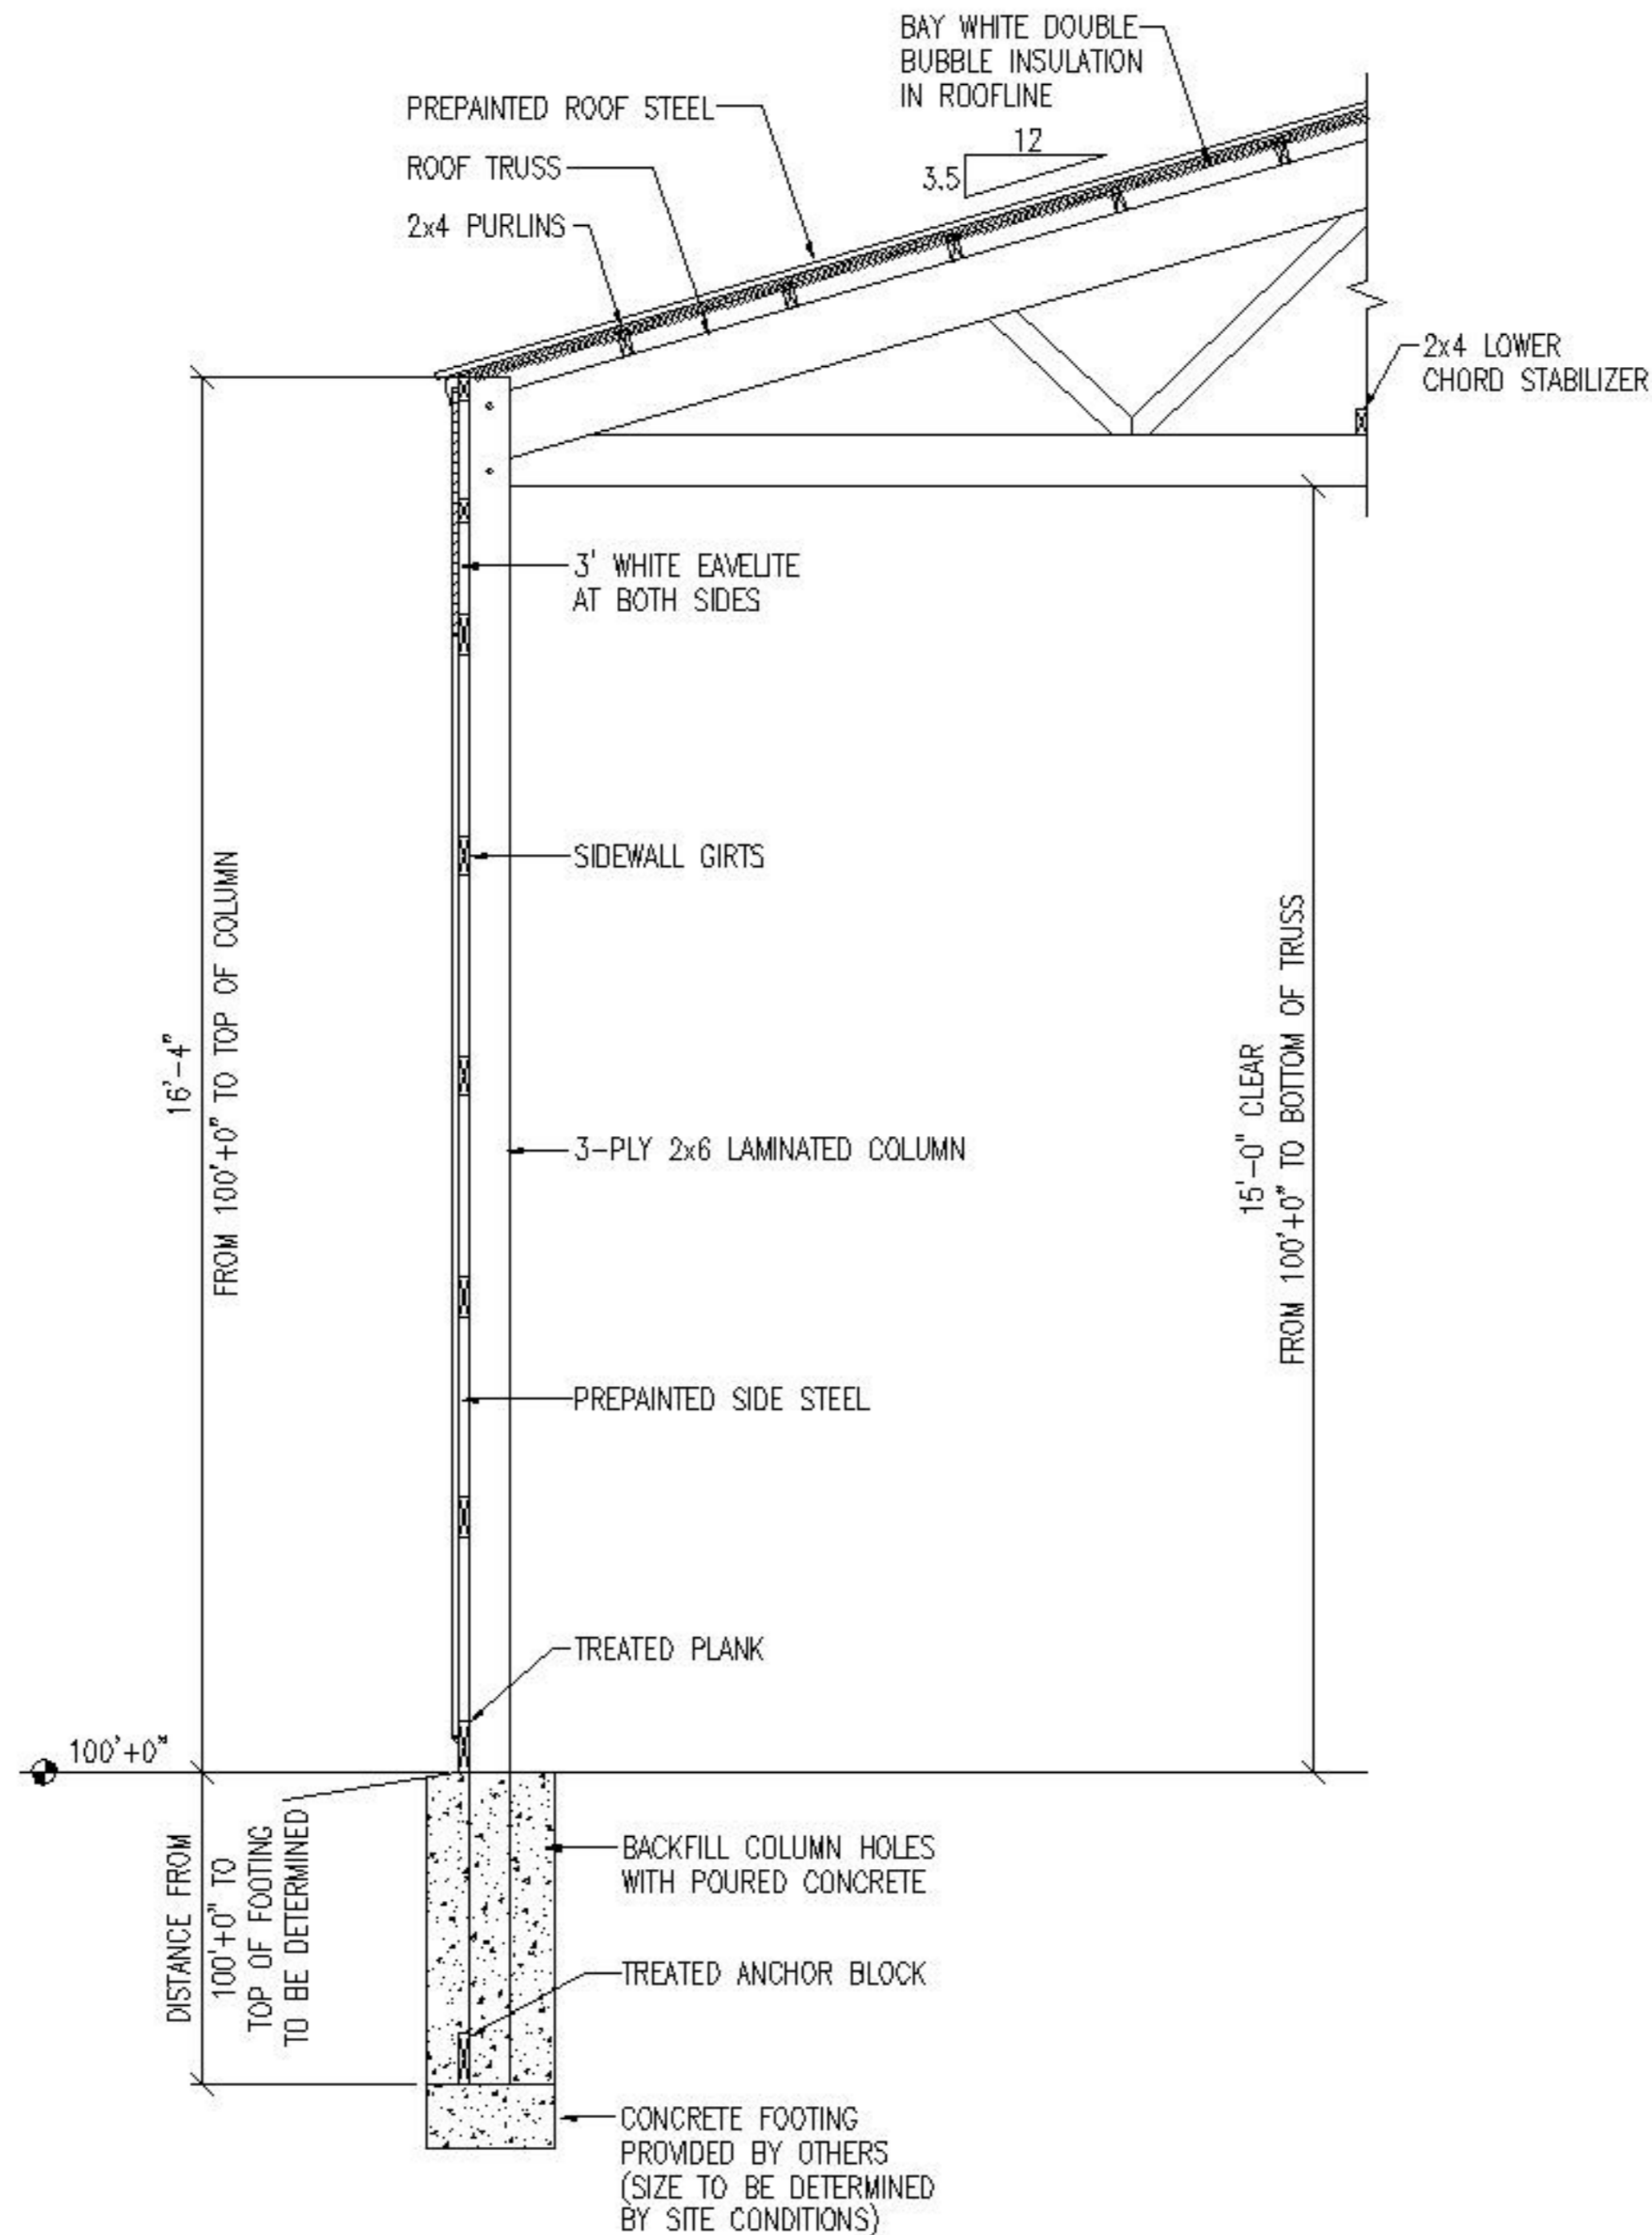 BAY WHITE DOUBLE
BUBBLE INSULATION
IN ROOFLINE
PREPAINTED ROOF STEEL
ROOF TRUSS
2x4 PURLINS
12
3.5
2x4 LOWER
CHORD STABILIZER
3' WHITE EAVELITE
AT BOTH SIDES
SIDEWALL GIRTS
16'-4"
FROM 100'+0" TO TOP OF COLUMN
3-PLY 2x6 LAMINATED COLUMN
15'-0" CLEAR
FROM 100'+0" TO BOTTOM OF TRUSS
PREPAINTED SIDE STEEL
TREATED PLANK
100'+0"
DISTANCE FROM
100'+0" TO
TOP OF FOOTING
TO BE DETERMINED
BACKFILL COLUMN HOLES
WITH POURED CONCRETE
TREATED ANCHOR BLOCK
CONCRETE FOOTING
PROVIDED BY OTHERS
(SIZE TO BE DETERMINED
BY SITE CONDITIONS)